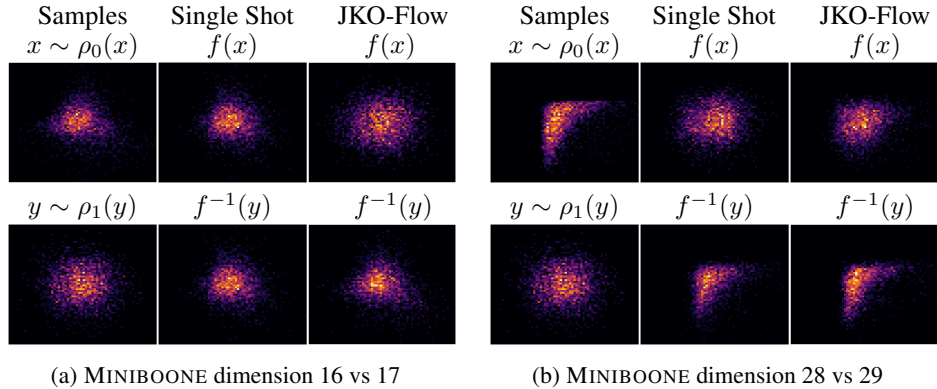 Samples Single Shot JKO-Flow
x ∼ ρ₀(x) f(x) f(x)
y ∼ ρ₁(y) f⁻¹(y) f⁻¹(y)
(a) MINIBOONE dimension 16 vs 17
Samples Single Shot JKO-Flow
x ∼ ρ₀(x) f(x) f(x)
y ∼ ρ₁(y) f⁻¹(y) f⁻¹(y)
(b) MINIBOONE dimension 28 vs 29